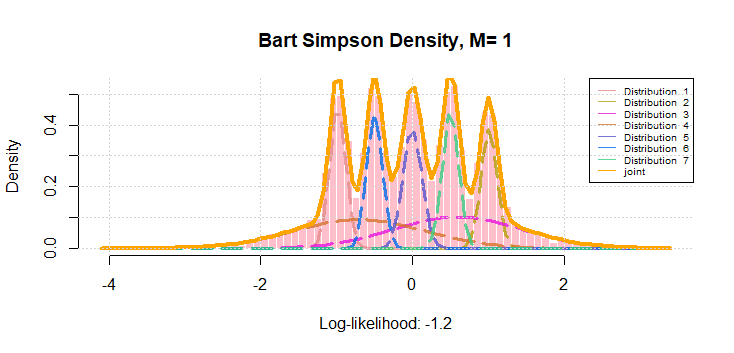 Bart Simpson Density, M= 1
Density
0.0
0.2
0.4
-4
-2
0
2
Log-likelihood: -1.2
Distribution 1
Distribution 2
Distribution 3
Distribution 4
Distribution 5
Distribution 6
Distribution 7
joint